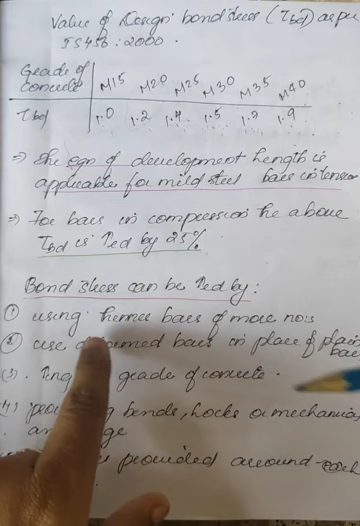 Value of Design bond stress (τbd) as per
IS 456 : 2000.
Grade of concrete | M15 M20 M25 M30 M35 M40
τbd | 1.0 1.2 1.4 1.5 1.7 1.9
⇒ The eqn of development length is
applicable for mild steel bars in tension
⇒ For bars in compression the above
τbd is ↑ed by 25%.
Bond stress can be ↑ed by:
① using thinner bars of more nos
② use deformed bars in place of plain bars
(3). ↑ing grade of concrete.
(4) bends, hooks or mechanical
provided around each